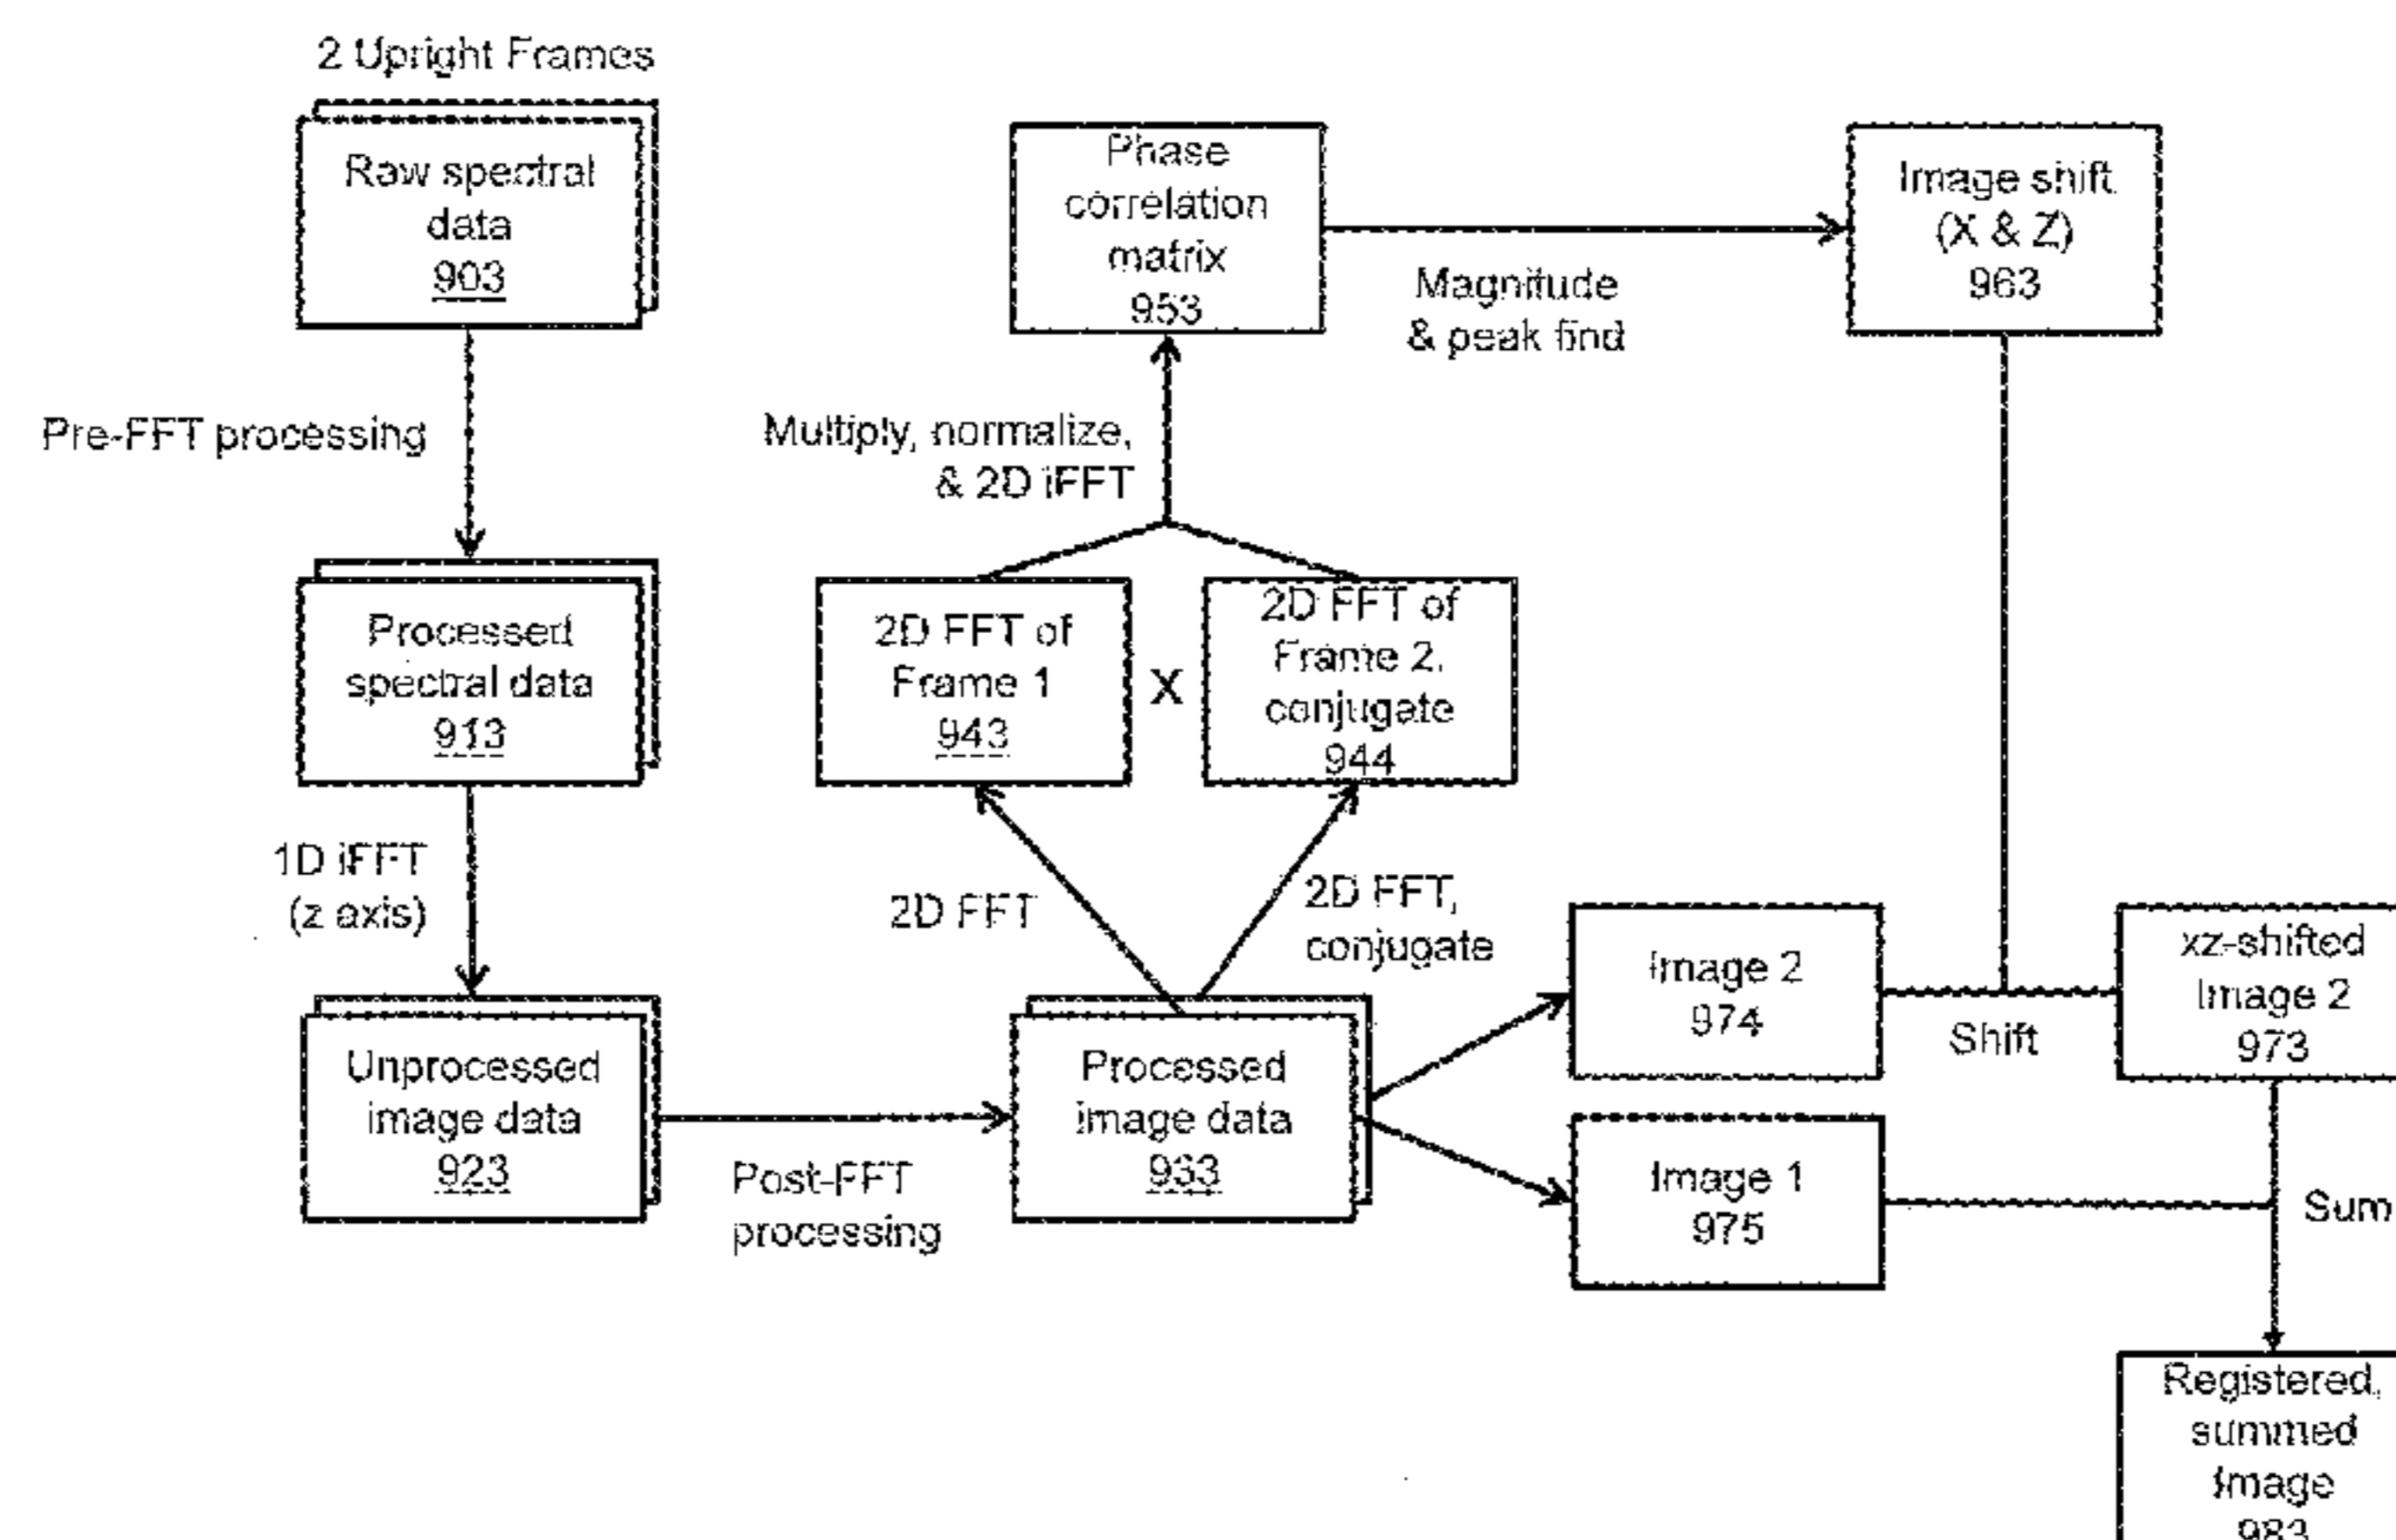 2 Upright Frames
Raw spectral
data
903
Pre-FFT processing
Processed
spectral data
913
1D iFFT
(z axis)
Unprocessed
image data
923
Post-FFT
processing
Processed
image data
933
2D FFT
2D FFT,
conjugate
2D FFT of
Frame 1
943
X
2D FFT of
Frame 2,
conjugate
944
Multiply, normalize,
& 2D iFFT
Phase
correlation
matrix
953
Magnitude
& peak find
Image shift
(X & Z)
963
Image 2
974
Shift
xz-shifted
Image 2
973
Image 1
975
Sum
Registered,
summed
Image
983